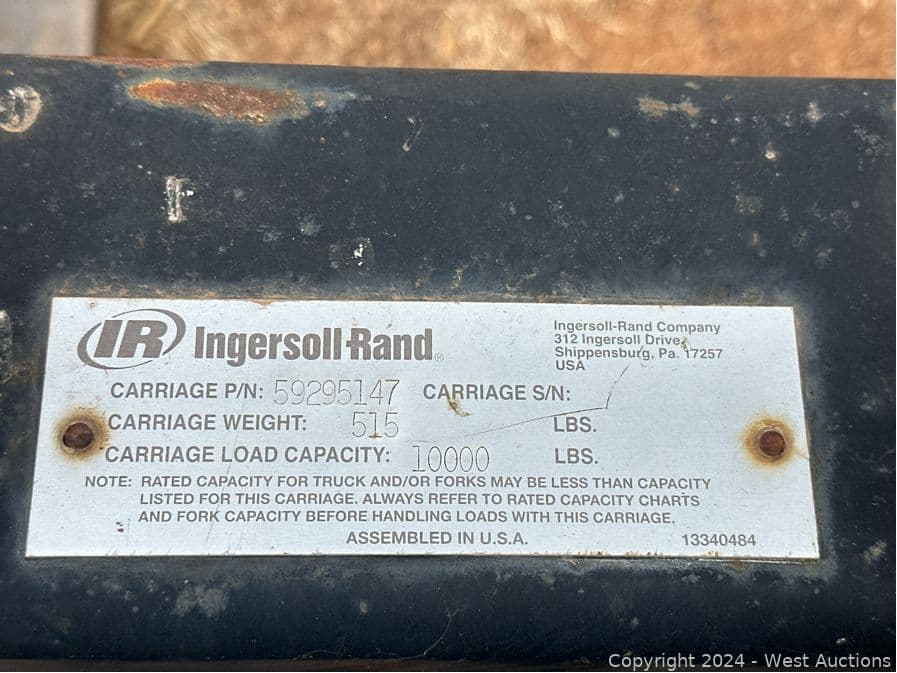 IR Ingersoll-Rand®
Ingersoll-Rand Company
312 Ingersoll Drive
Shippensburg, Pa. 17257
USA
CARRIAGE P/N: 59295147 CARRIAGE S/N:
CARRIAGE WEIGHT: 515 LBS.
CARRIAGE LOAD CAPACITY: 10000 LBS.
NOTE: RATED CAPACITY FOR TRUCK AND/OR FORKS MAY BE LESS THAN CAPACITY
LISTED FOR THIS CARRIAGE. ALWAYS REFER TO RATED CAPACITY CHARTS
AND FORK CAPACITY BEFORE HANDLING LOADS WITH THIS CARRIAGE.
ASSEMBLED IN U.S.A. 13340484
Copyright 2024 - West Auctions